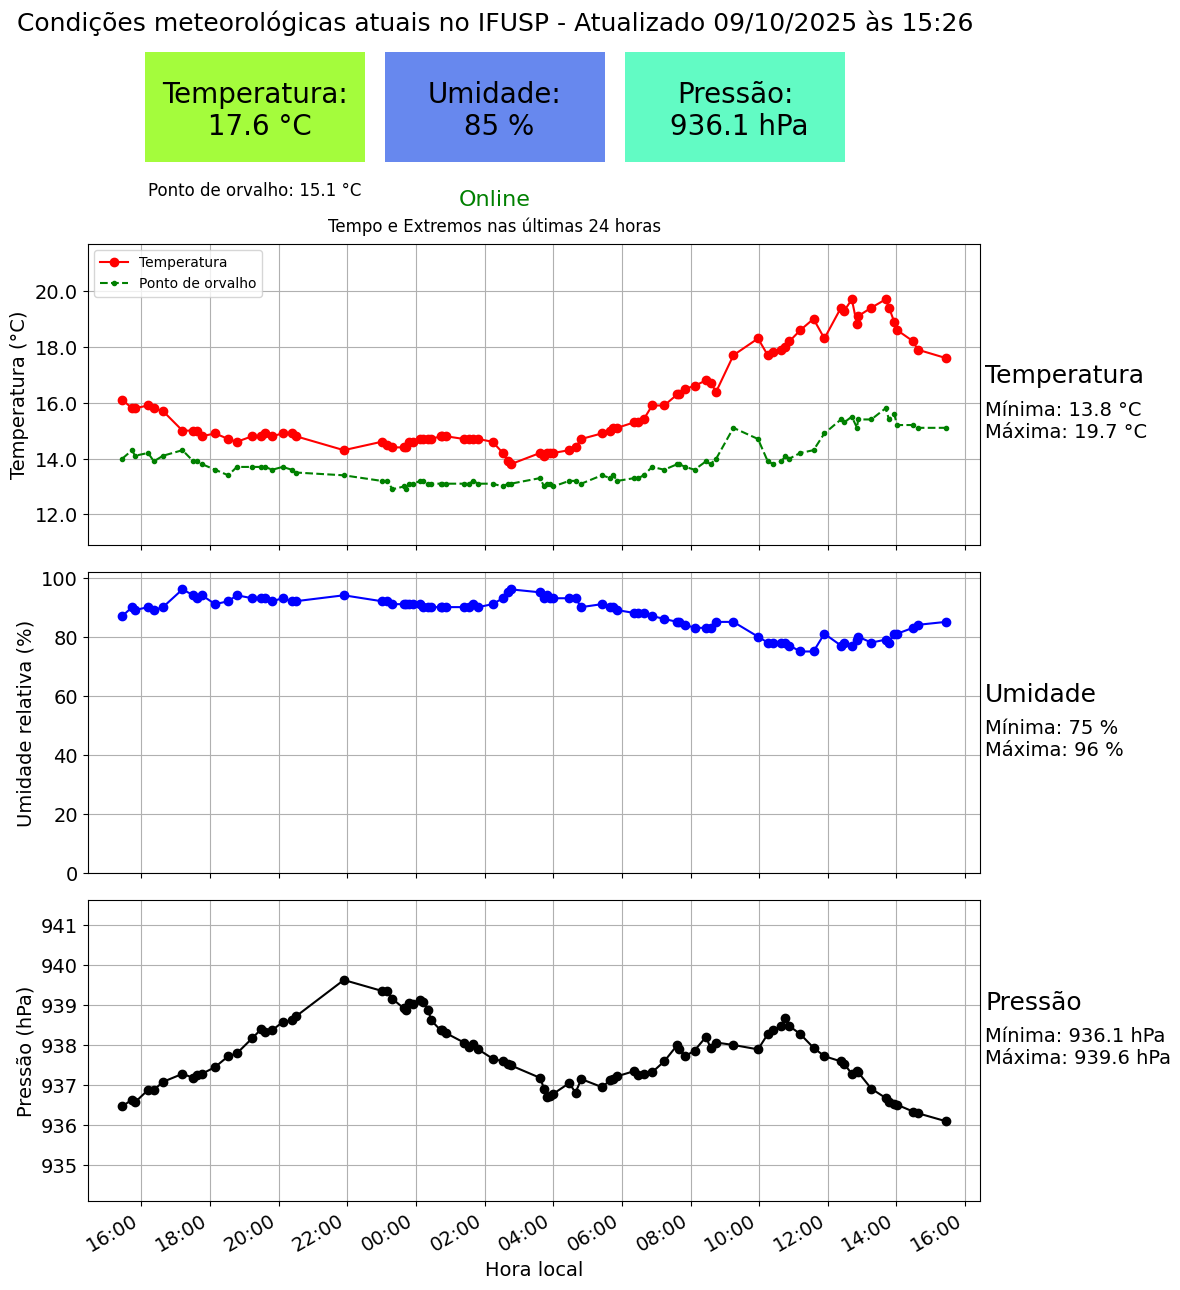 Condições meteorológicas atuais no IFUSP - Atualizado 09/10/2025 às 15:26
Temperatura:
17.6 °C
Umidade:
85 %
Pressão:
936.1 hPa
Ponto de orvalho: 15.1 °C
Online
Tempo e Extremos nas últimas 24 horas
Temperatura
Ponto de orvalho
Temperatura (°C)
20.0
18.0
16.0
14.0
12.0
Temperatura
Mínima: 13.8 °C
Máxima: 19.7 °C
Umidade relativa (%)
100
80
60
40
20
0
Umidade
Mínima: 75 %
Máxima: 96 %
Pressão (hPa)
941
940
939
938
937
936
935
Pressão
Mínima: 936.1 hPa
Máxima: 939.6 hPa
16:00 18:00 20:00 22:00 00:00 02:00 04:00 06:00 08:00 10:00 12:00 14:00 16:00
Hora local